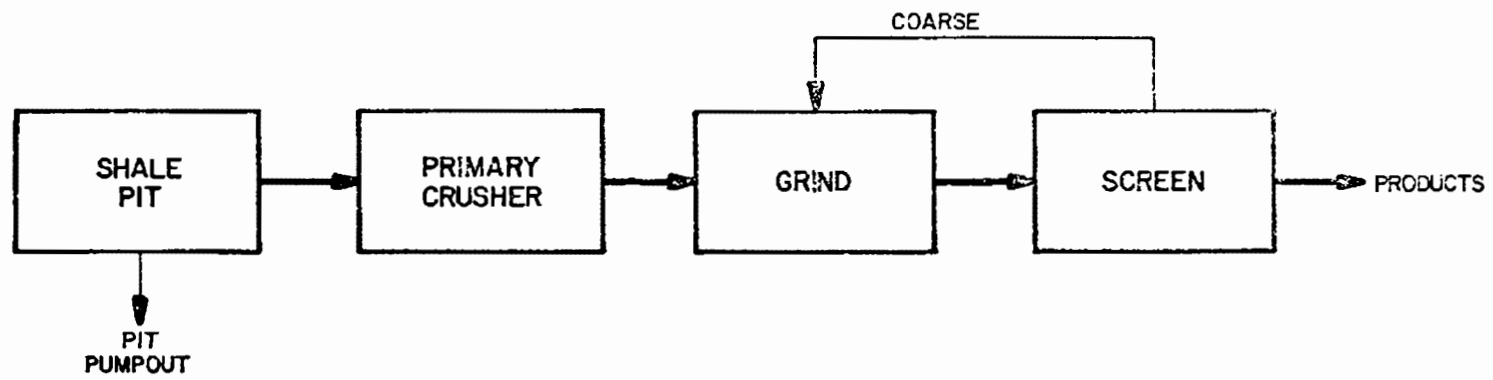 COARSE
SHALE
PIT
PRIMARY
CRUSHER
GRIND
SCREEN
PRODUCTS
PIT
PUMPOUT